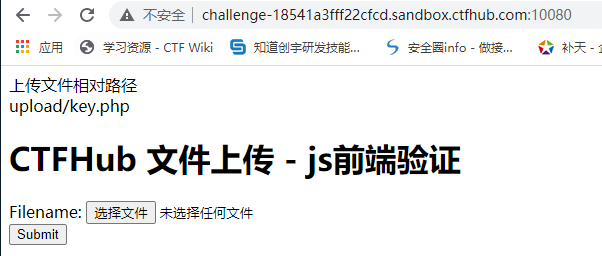 不安全 | challenge-18541a3fff22cfcd.sandbox.ctfhub.com:10080
应用 学习资源 - CTF Wiki 知道创宇研发技能... 安全圈info - 做接... 补天 - 企
上传文件相对路径
upload/key.php
CTFHub 文件上传 - js前端验证
Filename: 选择文件 未选择任何文件
Submit